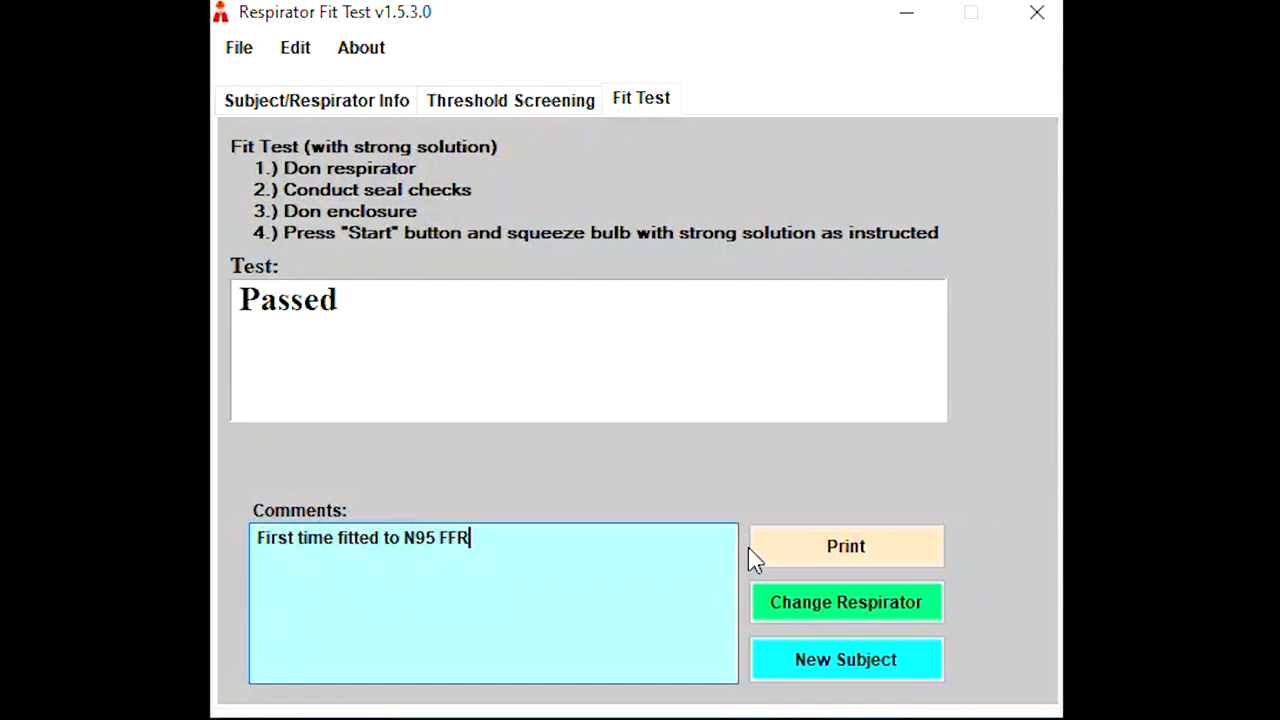 Respirator Fit Test v1.5.3.0
File Edit About
Subject/Respirator Info Threshold Screening Fit Test
Fit Test (with strong solution)
1.) Don respirator
2.) Conduct seal checks
3.) Don enclosure
4.) Press "Start" button and squeeze bulb with strong solution as instructed
Test:
Passed
Comments:
First time fitted to N95 FFR
Print
Change Respirator
New Subject